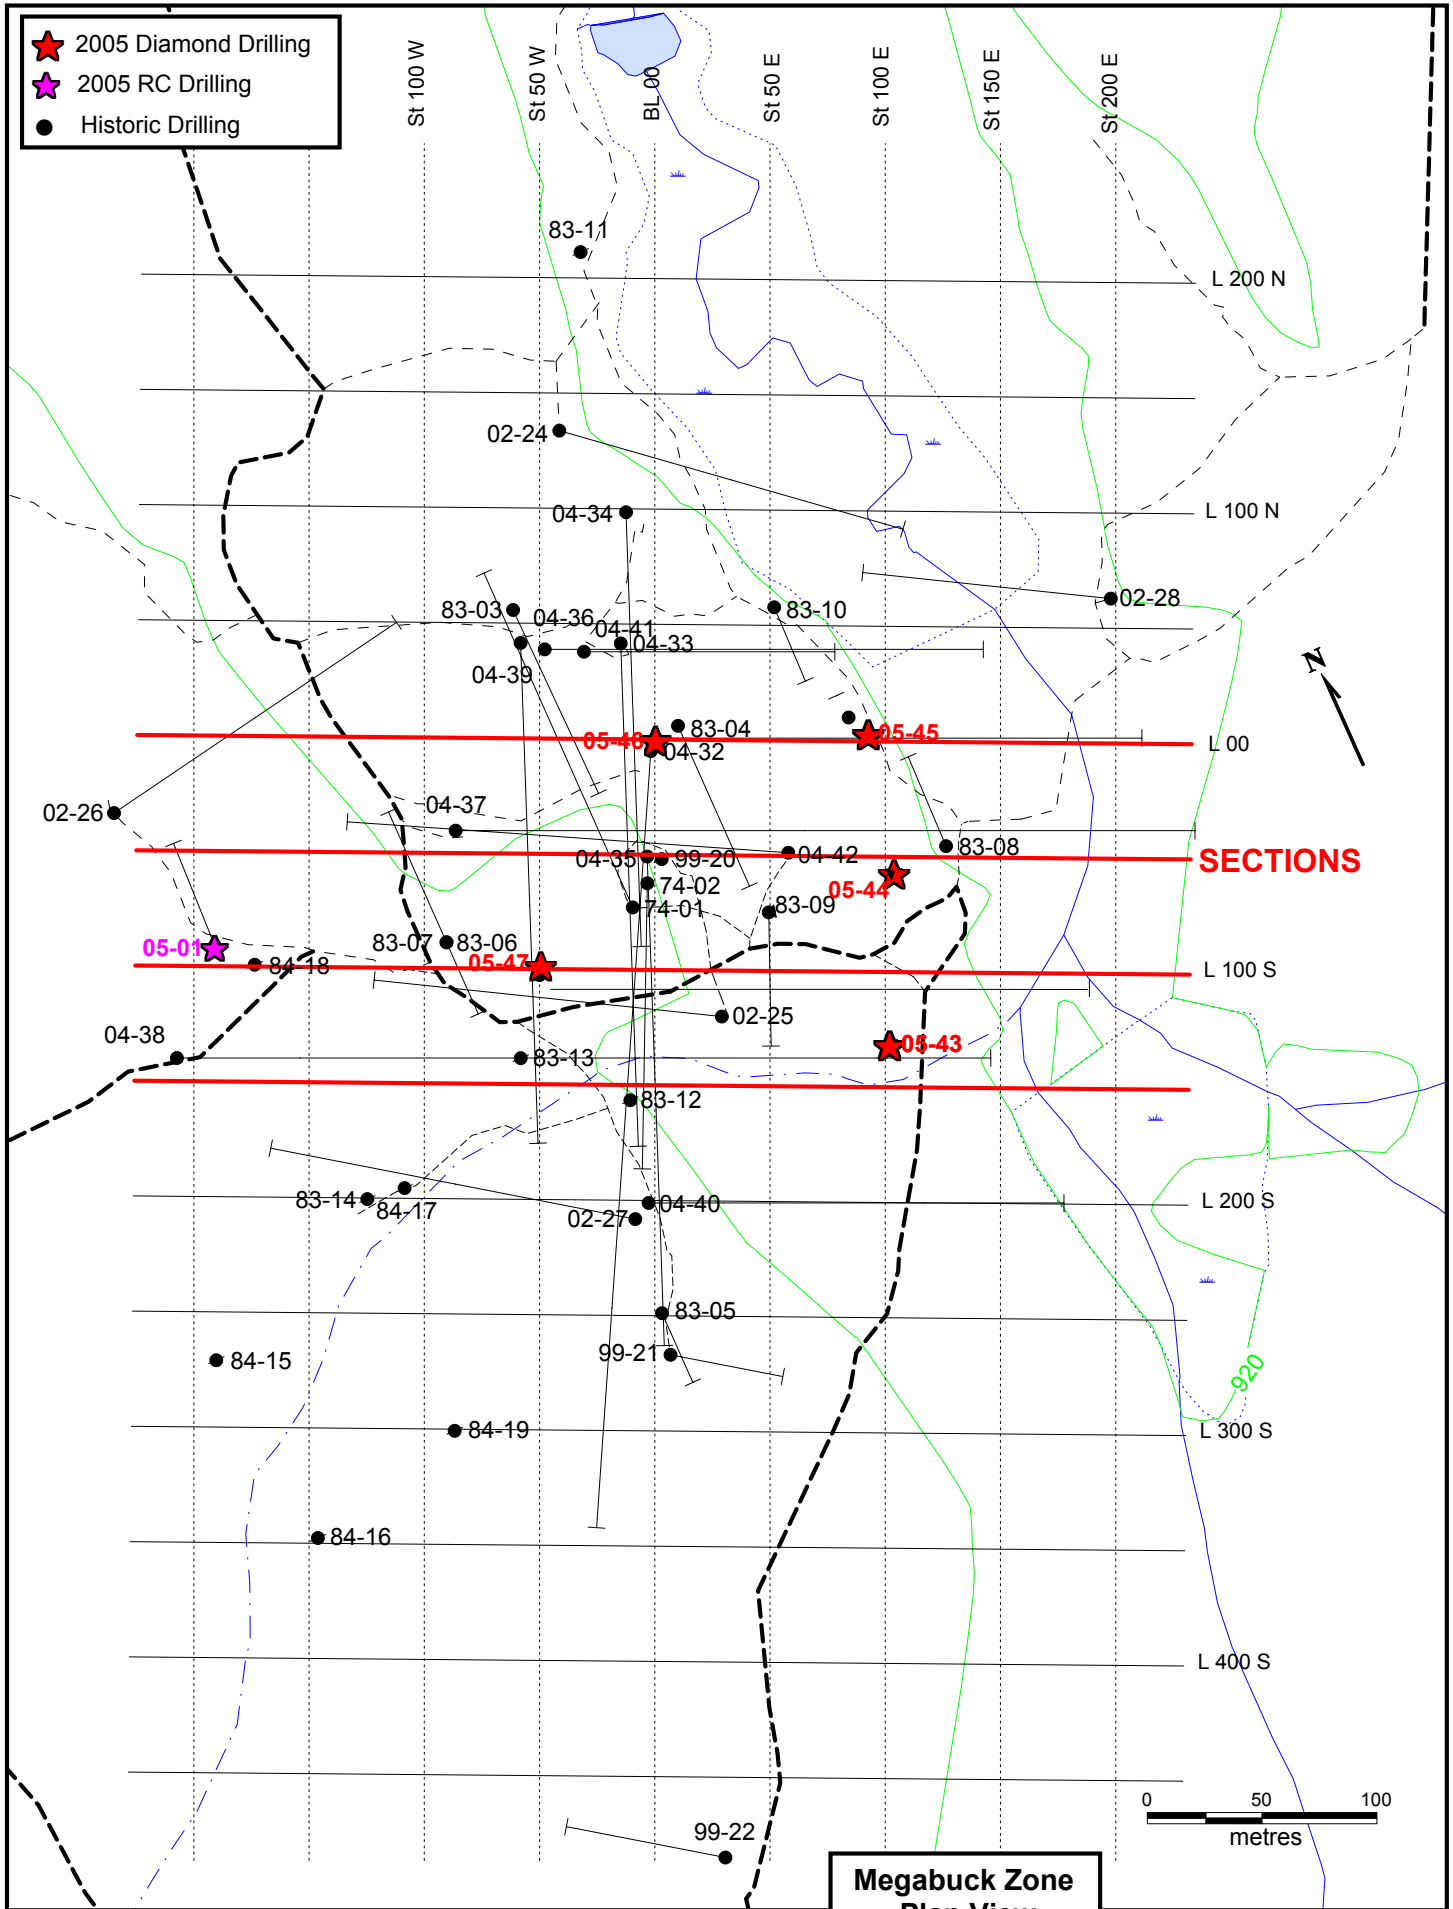 2005 Diamond Drilling
2005 RC Drilling
Historic Drilling
St 100 W
St 50 W
BL 00
St 50 E
St 100 E
St 150 E
St 200 E
83-11
L 200 N
02-24
04-34
L 100 N
83-03
04-36
04-41
04-33
83-10
02-28
04-39
N
05-46
83-04
04-32
05-45
L 00
02-26
04-37
04-35
99-20
04-42
83-08
SECTIONS
74-02
05-44
74-01
83-09
05-01
84-18
83-07
83-06
05-47
L 100 S
02-25
04-38
83-13
05-43
83-12
83-14
84-17
04-40
02-27
L 200 S
83-05
99-21
84-15
920
84-19
L 300 S
84-16
L 400 S
0 50 100
metres
99-22
Megabuck Zone
Plan View